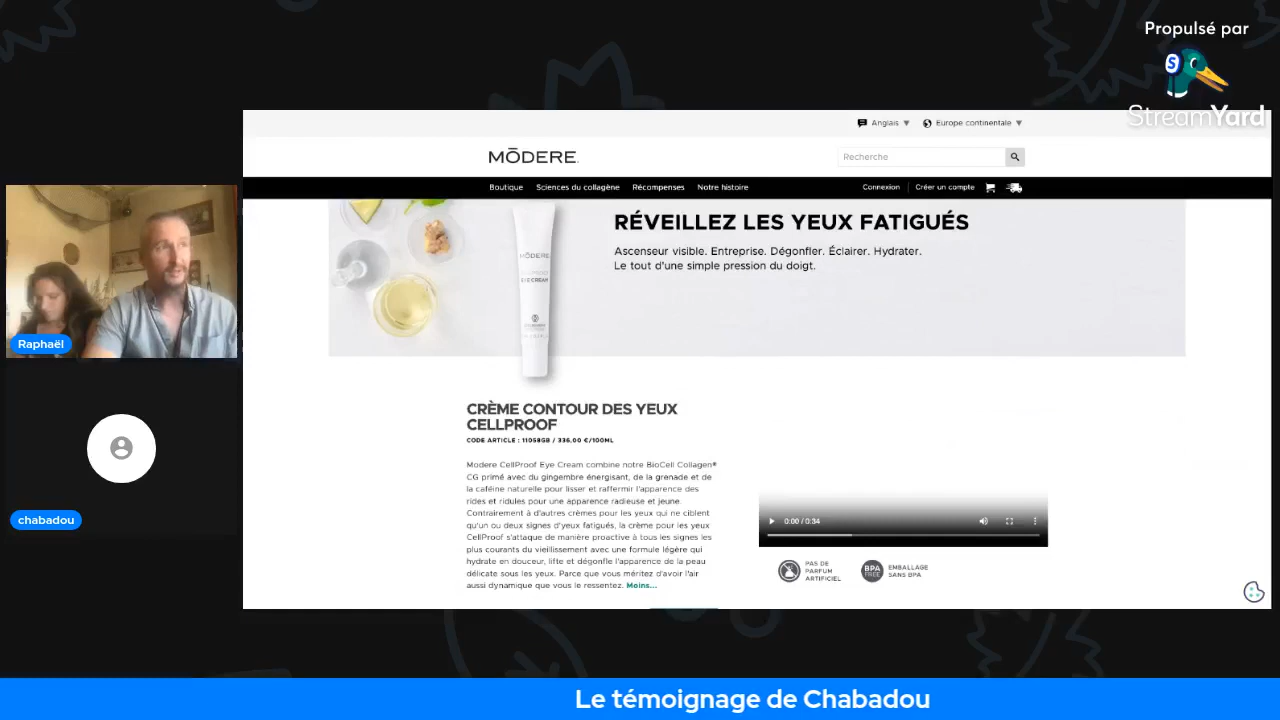 Propulsé par
StreamYard
Anglais
Europe continentale
MŌDERE
Recherche
Boutique
Sciences du collagène
Récompenses
Notre histoire
Connexion
Créer un compte
RÉVEILLEZ LES YEUX FATIGUÉS
Ascenseur visible. Entreprise. Dégonfler. Éclairer. Hydrater.
Le tout d'une simple pression du doigt.
MŌDERE
EYE CREAM
CRÈME CONTOUR DES YEUX
CELLPROOF
CODE ARTICLE : 11058GB / 336,00 €/100ML
Modere CellProof Eye Cream combine notre BioCell Collagen®
CG primé avec du gingembre énergisant, de la grenade et de
la caféine naturelle pour lisser et raffermir l'apparence des
rides et ridules pour une apparence radieuse et jeune.
Contrairement à d'autres crèmes pour les yeux qui ne ciblent
qu'un ou deux signes d'yeux fatigués, la crème pour les yeux
CellProof s'attaque de manière proactive à tous les signes les
plus courants du vieillissement avec une formule légère qui
hydrate en douceur, lifte et dégonfle l'apparence de la peau
délicate sous les yeux. Parce que vous méritez d'avoir l'air
aussi dynamique que vous le ressentez. Moins...
0:00 / 0:34
PAS DE
PARFUM
ARTIFICIEL
BPA
FREE
EMBALLAGE
SANS BPA
Raphaël
chabadou
Le témoignage de Chabadou